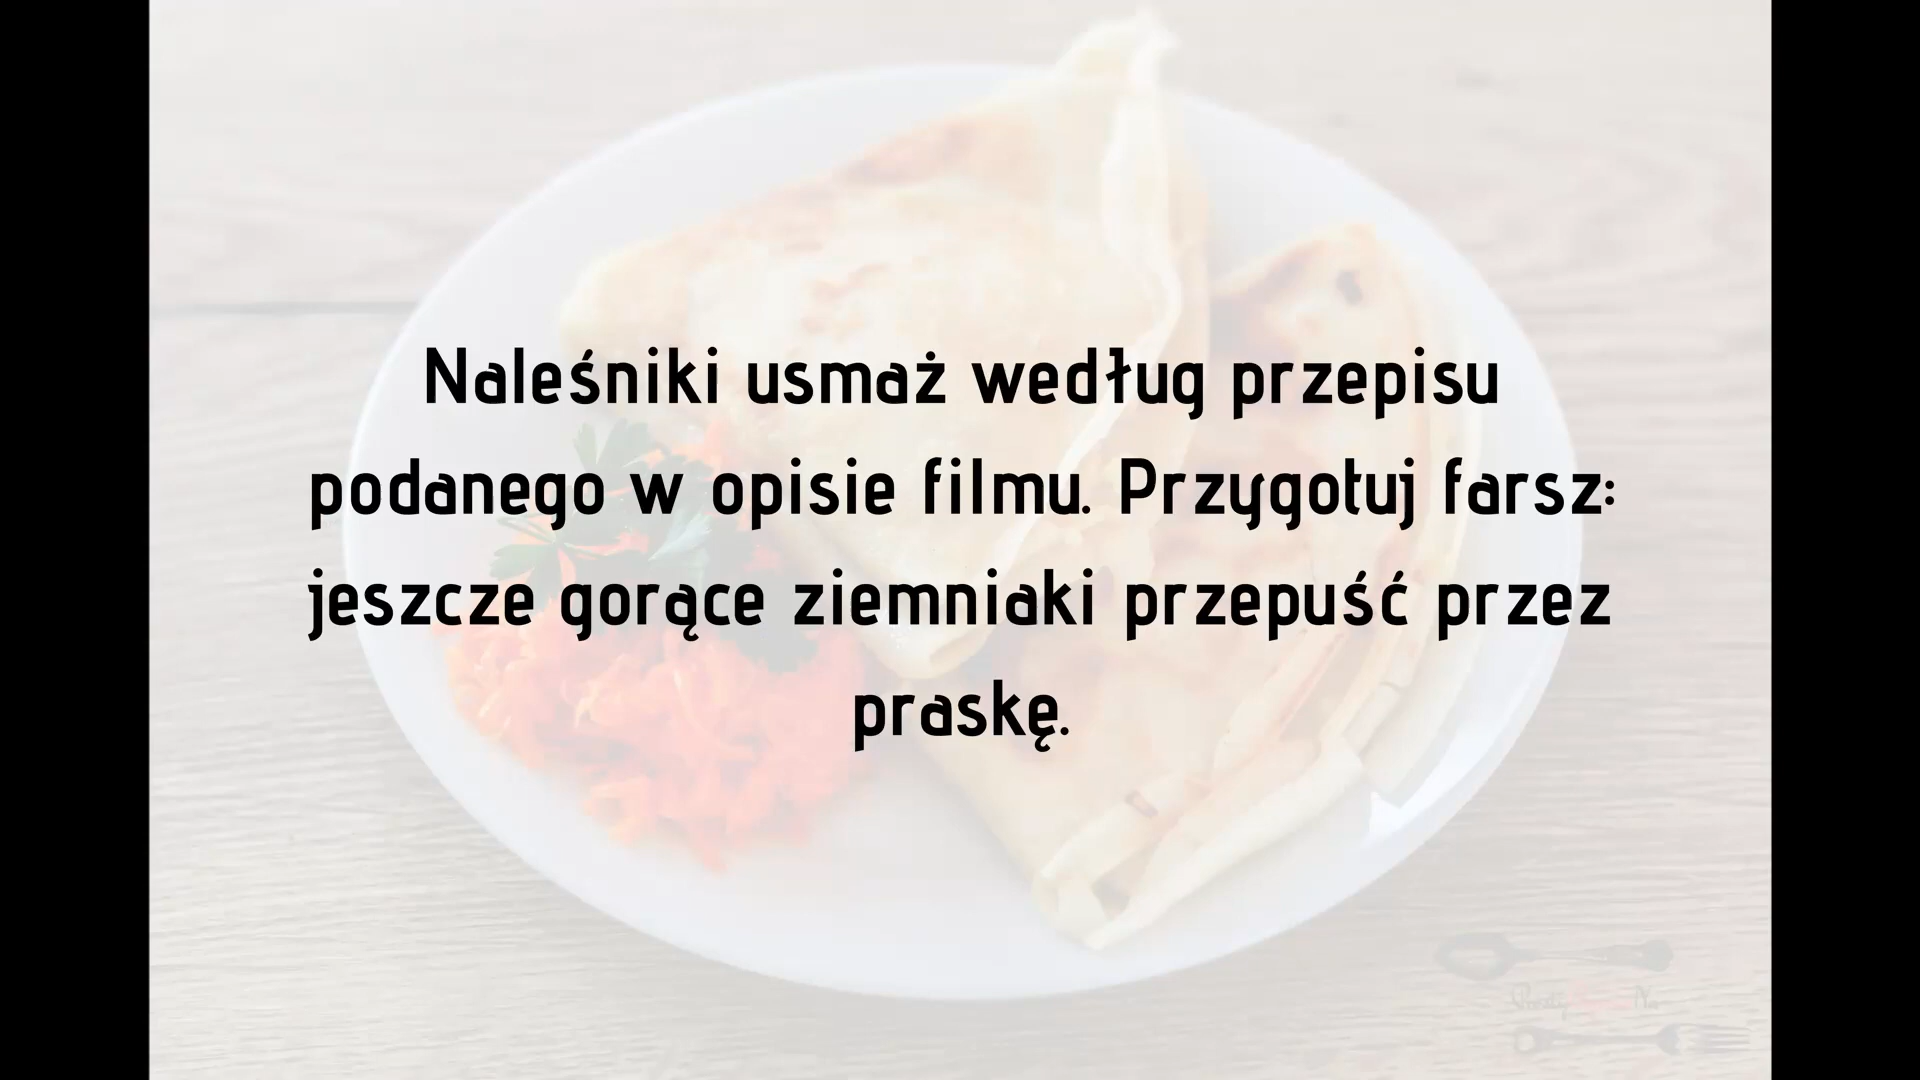 Naleśniki usmaż według przepisu
podanego w opisie filmu. Przygotuj farsz:
jeszcze gorące ziemniaki przepuść przez
praskę.